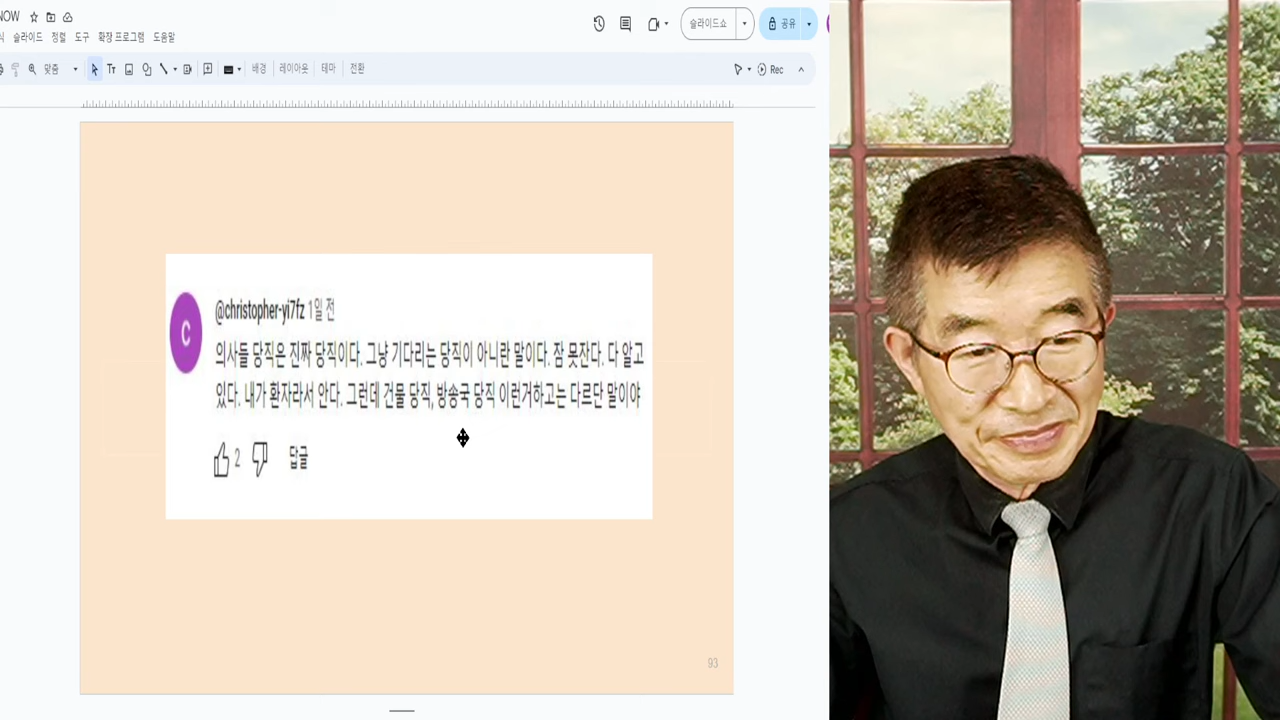 NOW
슬라이드 정렬 도구 확장 프로그램 도움말
슬라이드쇼
공유
맞춤
Tr
배경 레이아웃 테마 전환
Rec
C
@christopher-yi7fz 1일 전
의사들 당직은 진짜 당직이다. 그냥 기다리는 당직이 아니란 말이다. 잠 못잔다. 다 알고
있다. 내가 환자라서 안다. 그런데 건물 당직, 방송국 당직 이런거하고는 다르단 말이야
2
답글
93